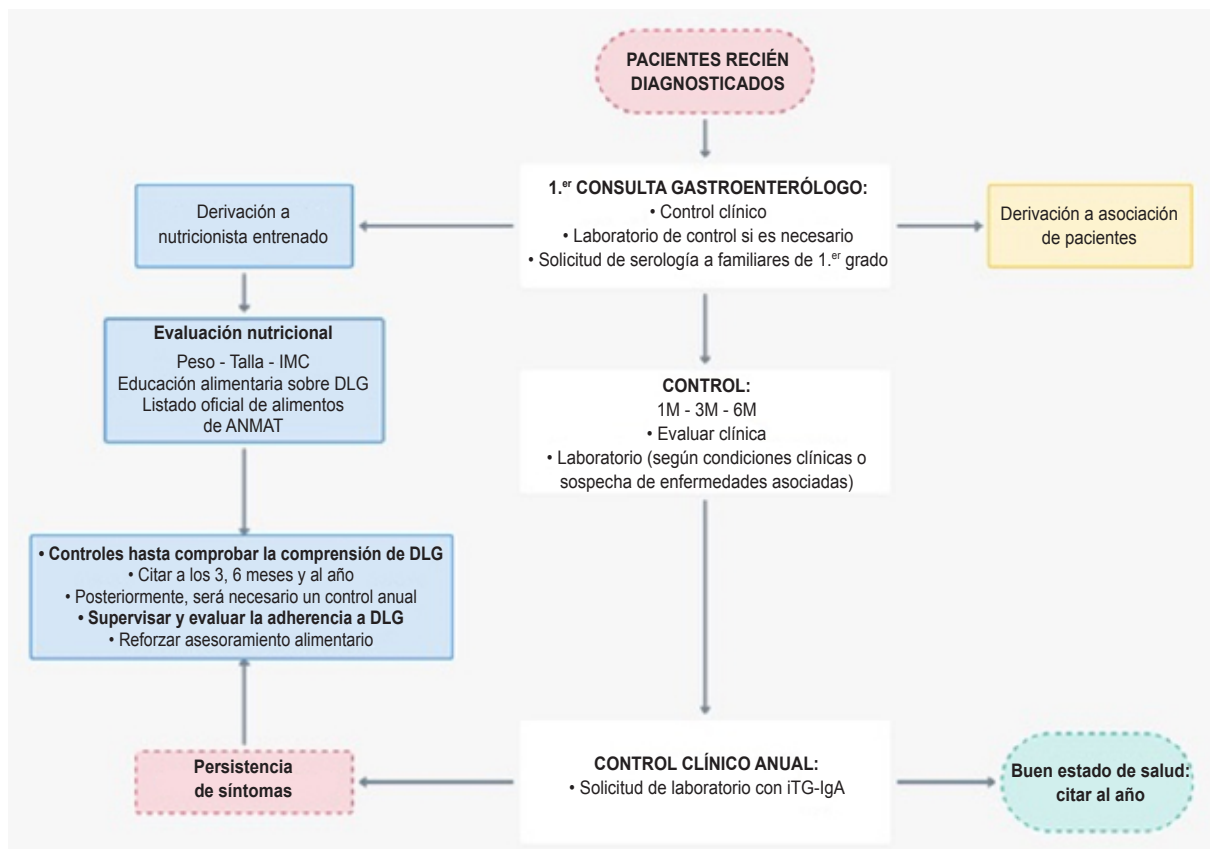 PACIENTES RECIÉN
DIAGNOSTICADOS
1.er CONSULTA GASTROENTERÓLOGO:
• Control clínico
• Laboratorio de control si es necesario
• Solicitud de serología a familiares de 1.er grado
Derivación a
nutricionista entrenado
Derivación a asociación
de pacientes
Evaluación nutricional
Peso - Talla - IMC
Educación alimentaria sobre DLG
Listado oficial de alimentos
de ANMAT
CONTROL:
1M - 3M - 6M
• Evaluar clínica
• Laboratorio (según condiciones clínicas o
sospecha de enfermedades asociadas)
• Controles hasta comprobar la comprensión de DLG
• Citar a los 3, 6 meses y al año
• Posteriormente, será necesario un control anual
• Supervisar y evaluar la adherencia a DLG
• Reforzar asesoramiento alimentario
Persistencia
de síntomas
CONTROL CLÍNICO ANUAL:
• Solicitud de laboratorio con iTG-IgA
Buen estado de salud:
citar al año